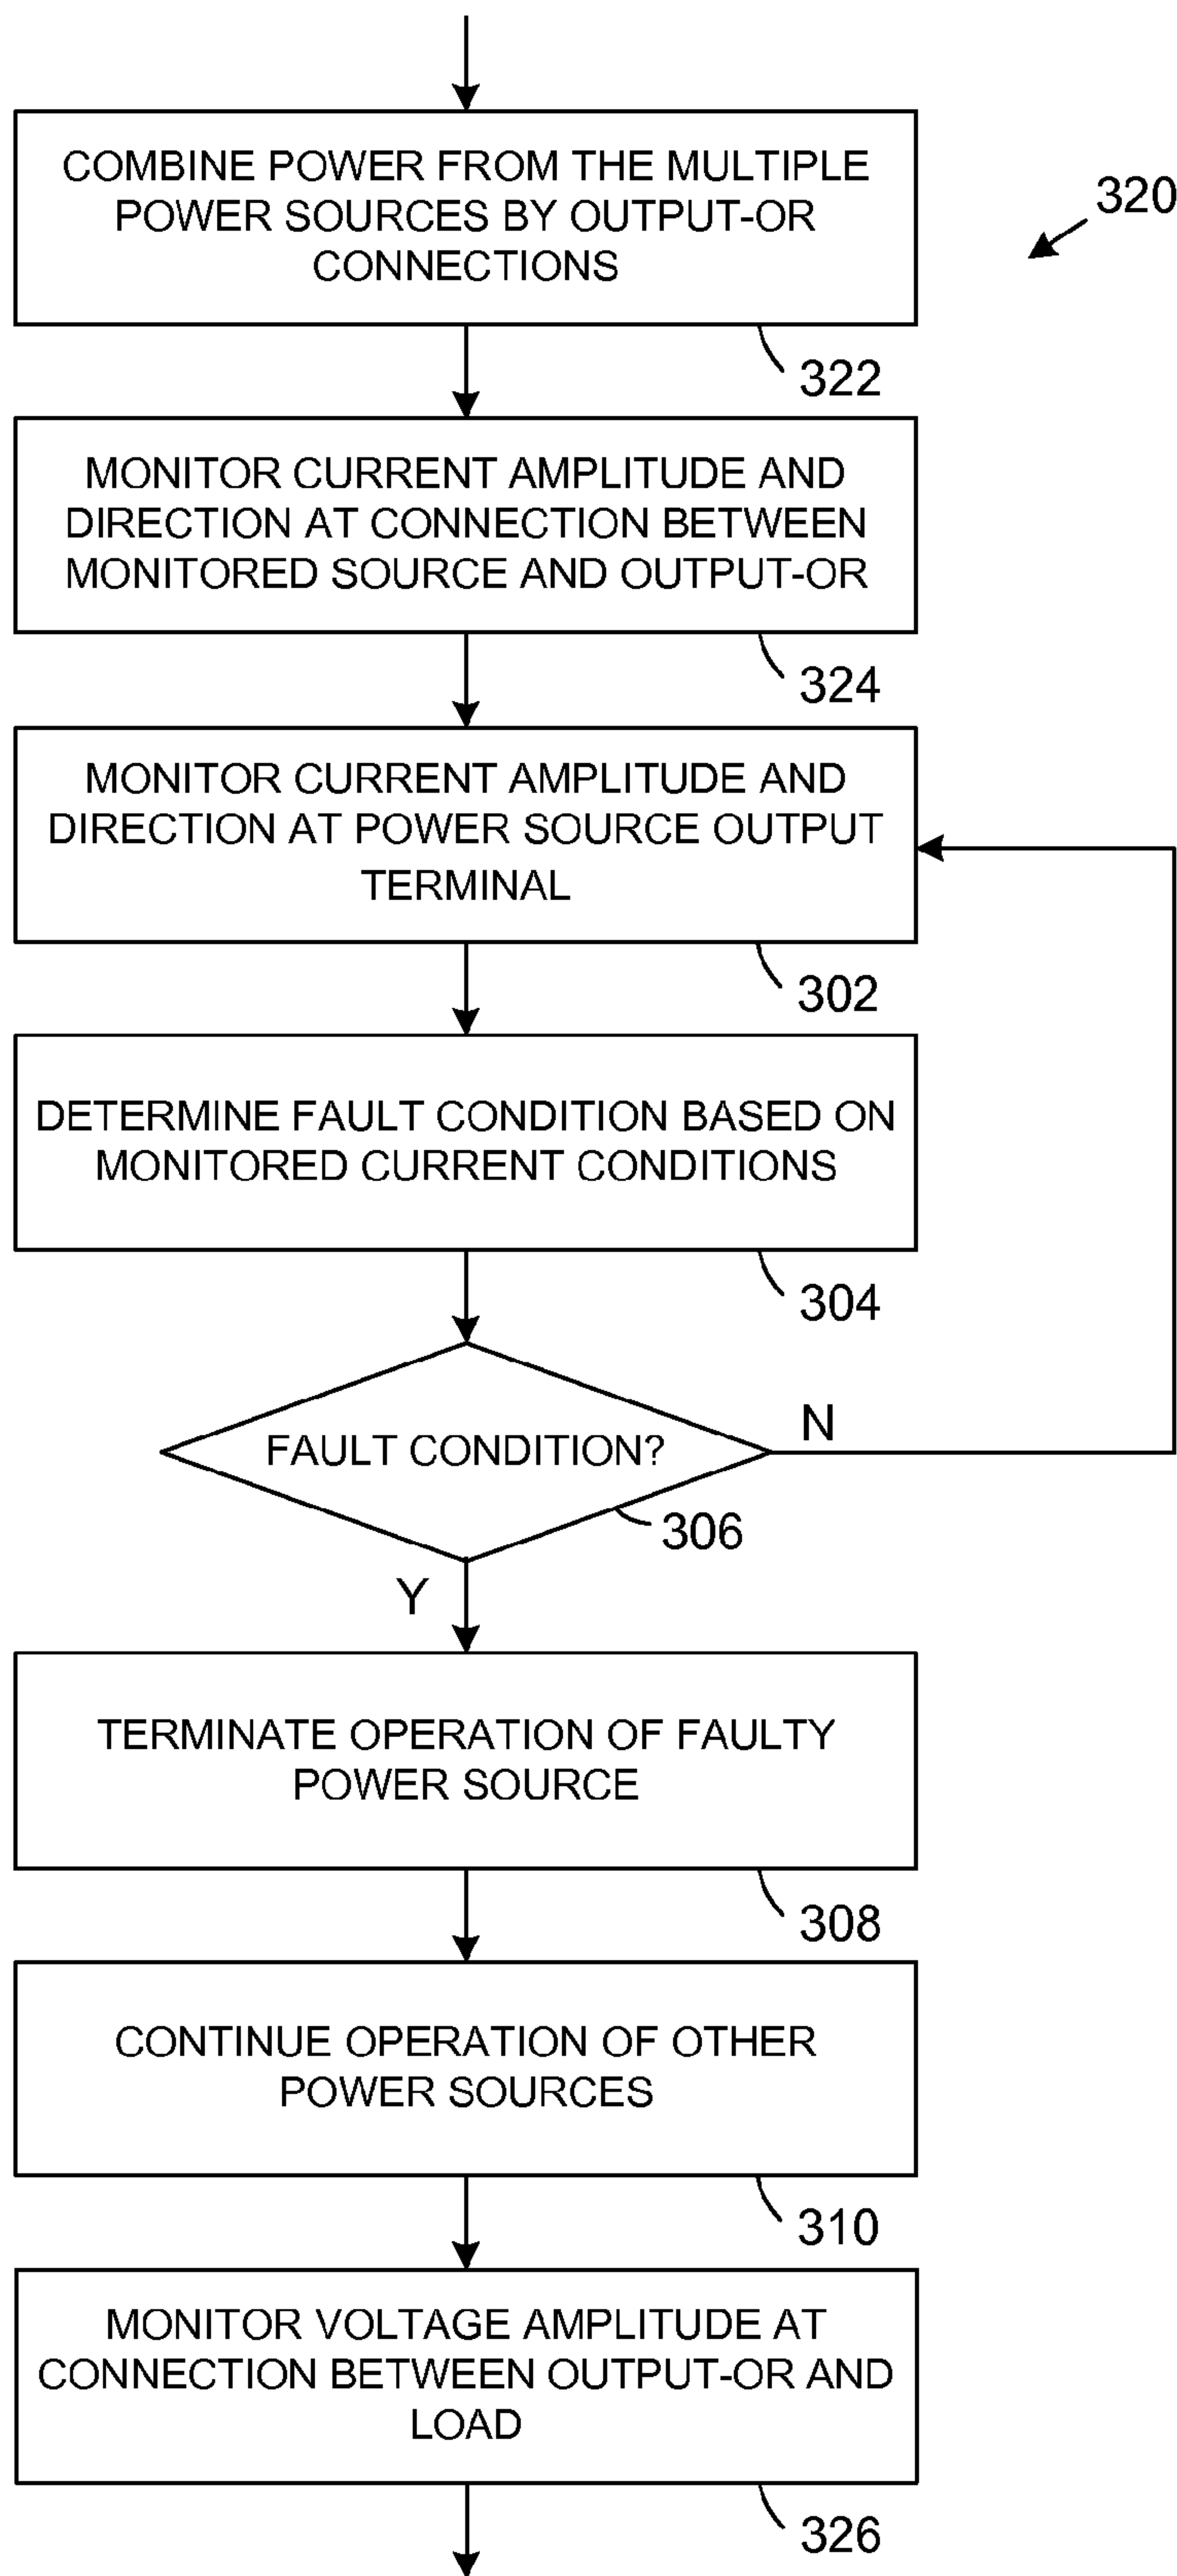 COMBINE POWER FROM THE MULTIPLE
POWER SOURCES BY OUTPUT-OR
CONNECTIONS
320
322
MONITOR CURRENT AMPLITUDE AND
DIRECTION AT CONNECTION BETWEEN
MONITORED SOURCE AND OUTPUT-OR
324
MONITOR CURRENT AMPLITUDE AND
DIRECTION AT POWER SOURCE OUTPUT
TERMINAL
302
DETERMINE FAULT CONDITION BASED ON
MONITORED CURRENT CONDITIONS
304
FAULT CONDITION?
N
306
Y
TERMINATE OPERATION OF FAULTY
POWER SOURCE
308
CONTINUE OPERATION OF OTHER
POWER SOURCES
310
MONITOR VOLTAGE AMPLITUDE AT
CONNECTION BETWEEN OUTPUT-OR AND
LOAD
326